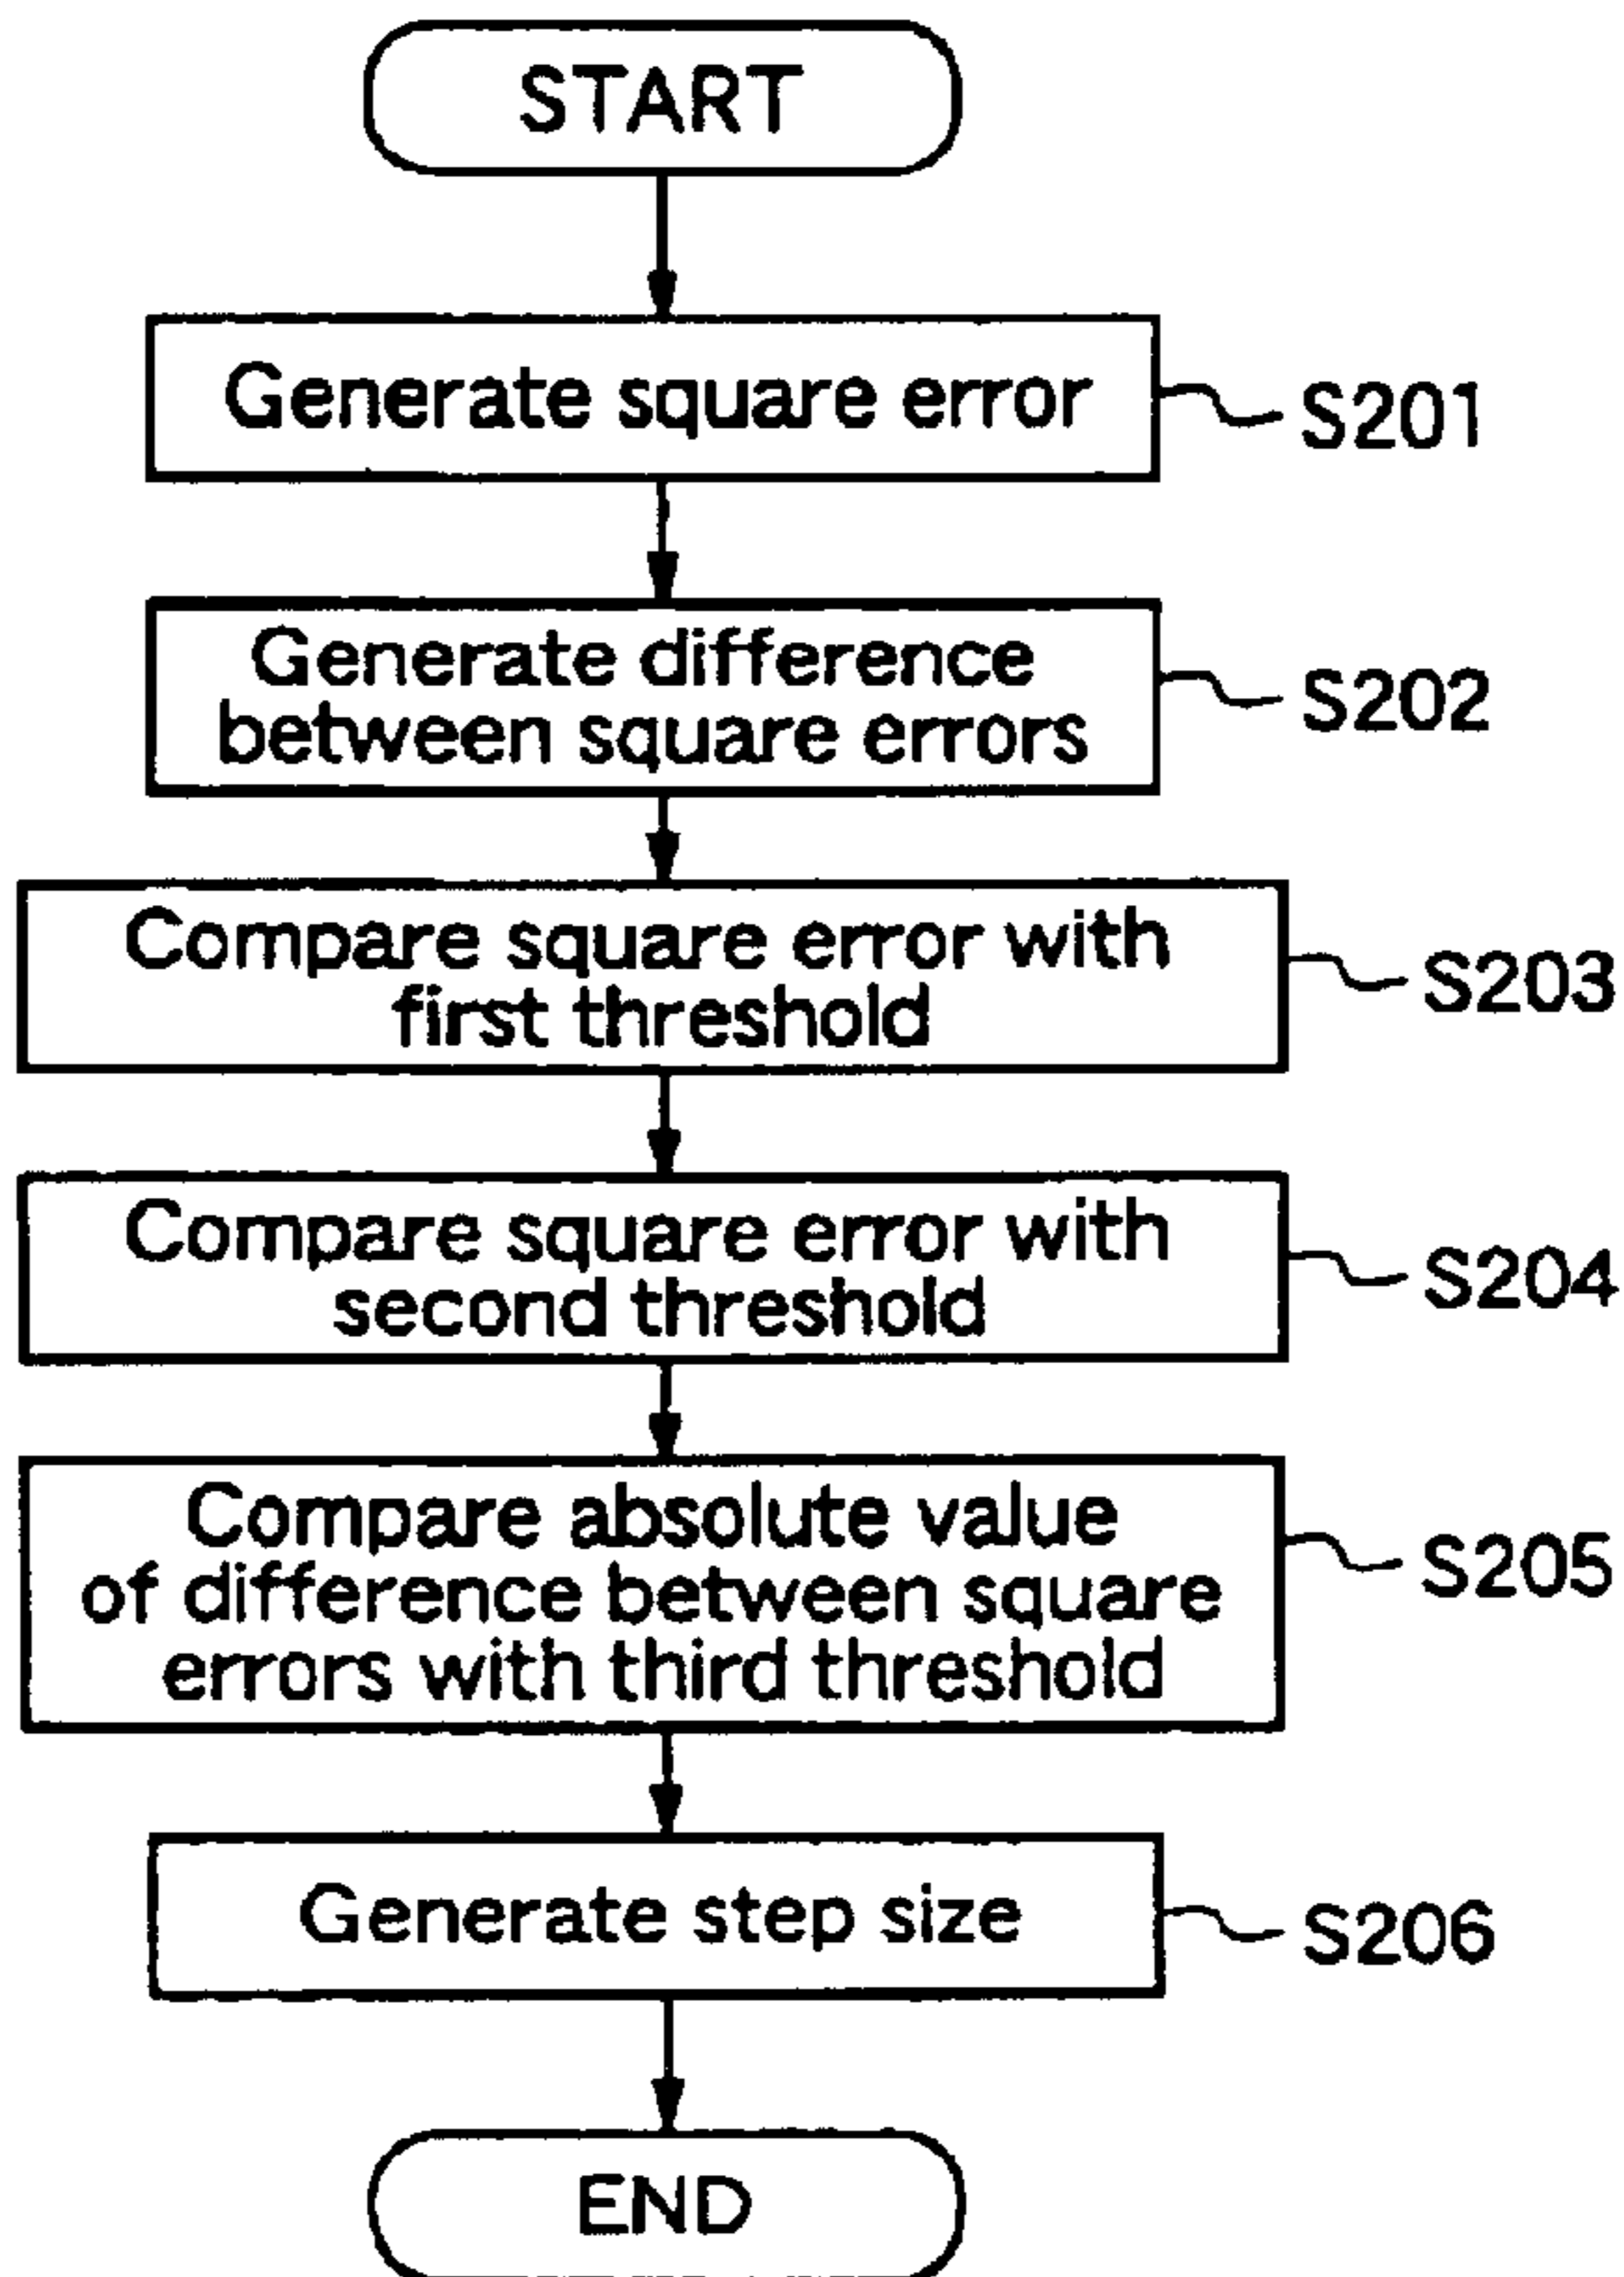 START
Generate square error
S201
Generate difference
between square errors
S202
Compare square error with
first threshold
S203
Compare square error with
second threshold
S204
Compare absolute value
of difference between square
errors with third threshold
S205
Generate step size
S206
END